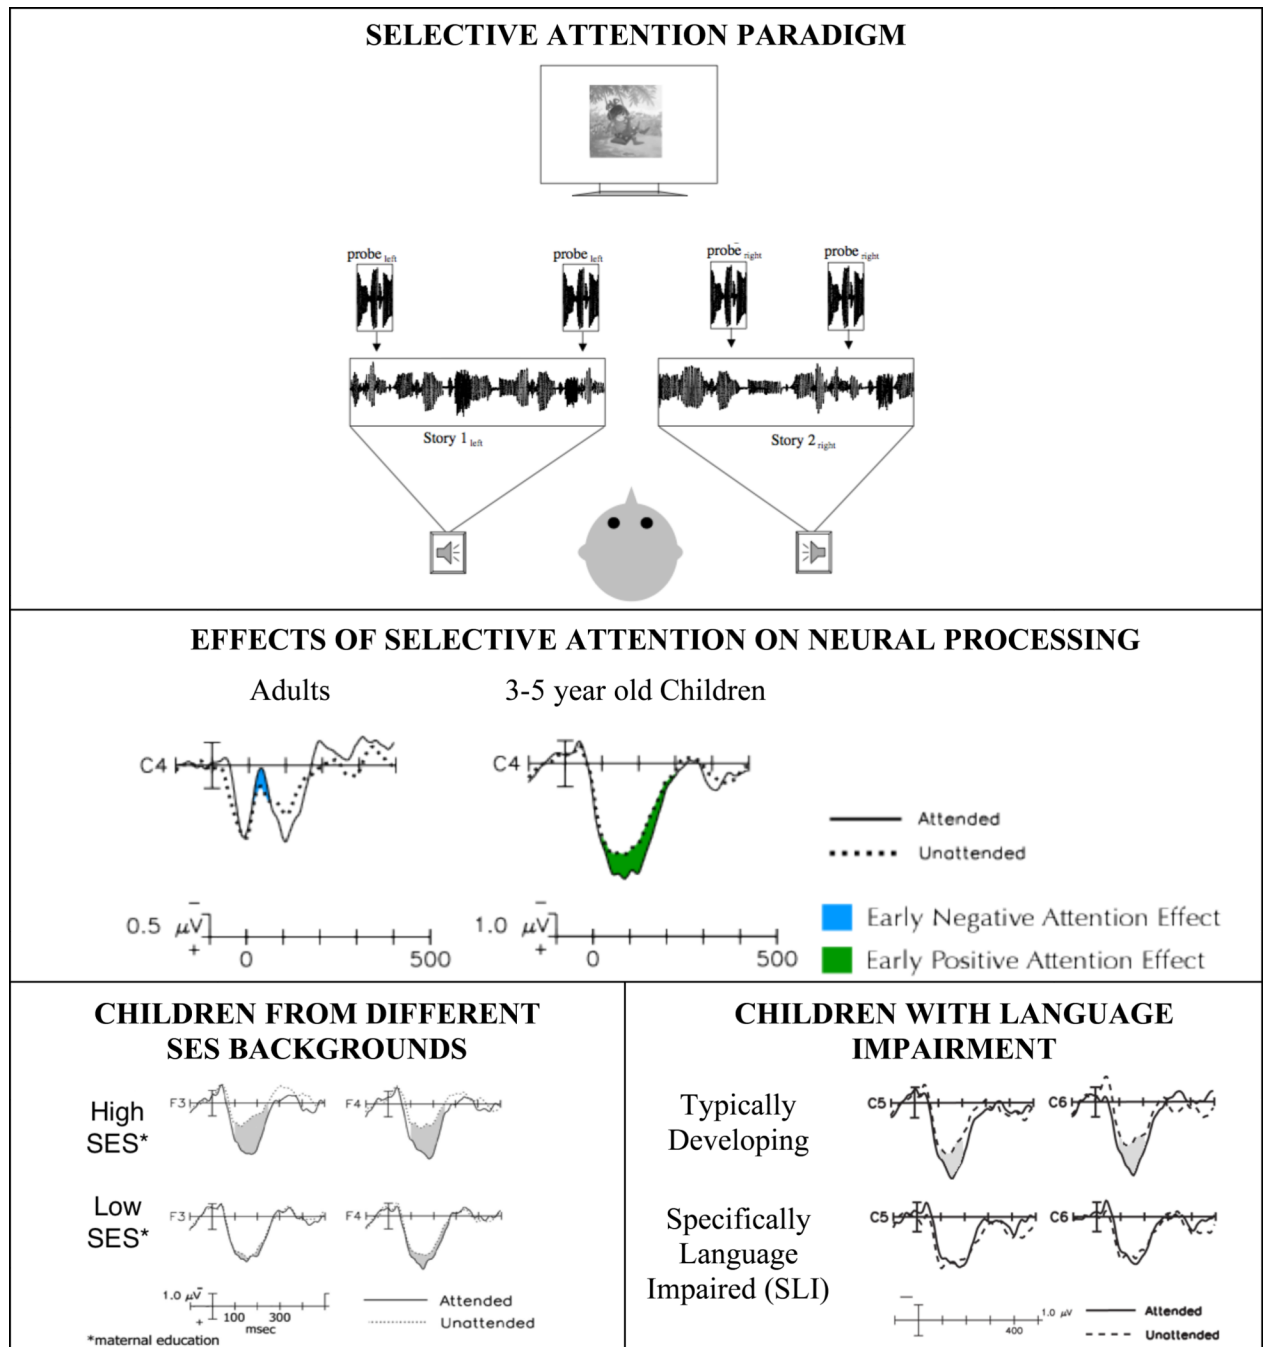 SELECTIVE ATTENTION PARADIGM
probe left
probe left
probe right
probe right
Story 1 left
Story 2 right
EFFECTS OF SELECTIVE ATTENTION ON NEURAL PROCESSING
Adults
3-5 year old Children
C4
C4
Attended
Unattended
0.5 µV
−
+
0
500
1.0 µV
−
+
0
500
Early Negative Attention Effect
Early Positive Attention Effect
CHILDREN FROM DIFFERENT
SES BACKGROUNDS
High
SES*
F3
F4
Low
SES*
F3
F4
1.0 µV
−
+
100
300
msec
Attended
Unattended
*maternal education
CHILDREN WITH LANGUAGE
IMPAIRMENT
Typically
Developing
C5
C6
Specifically
Language
Impaired (SLI)
C5
C6
−
1.0 µV
400
Attended
Unattended